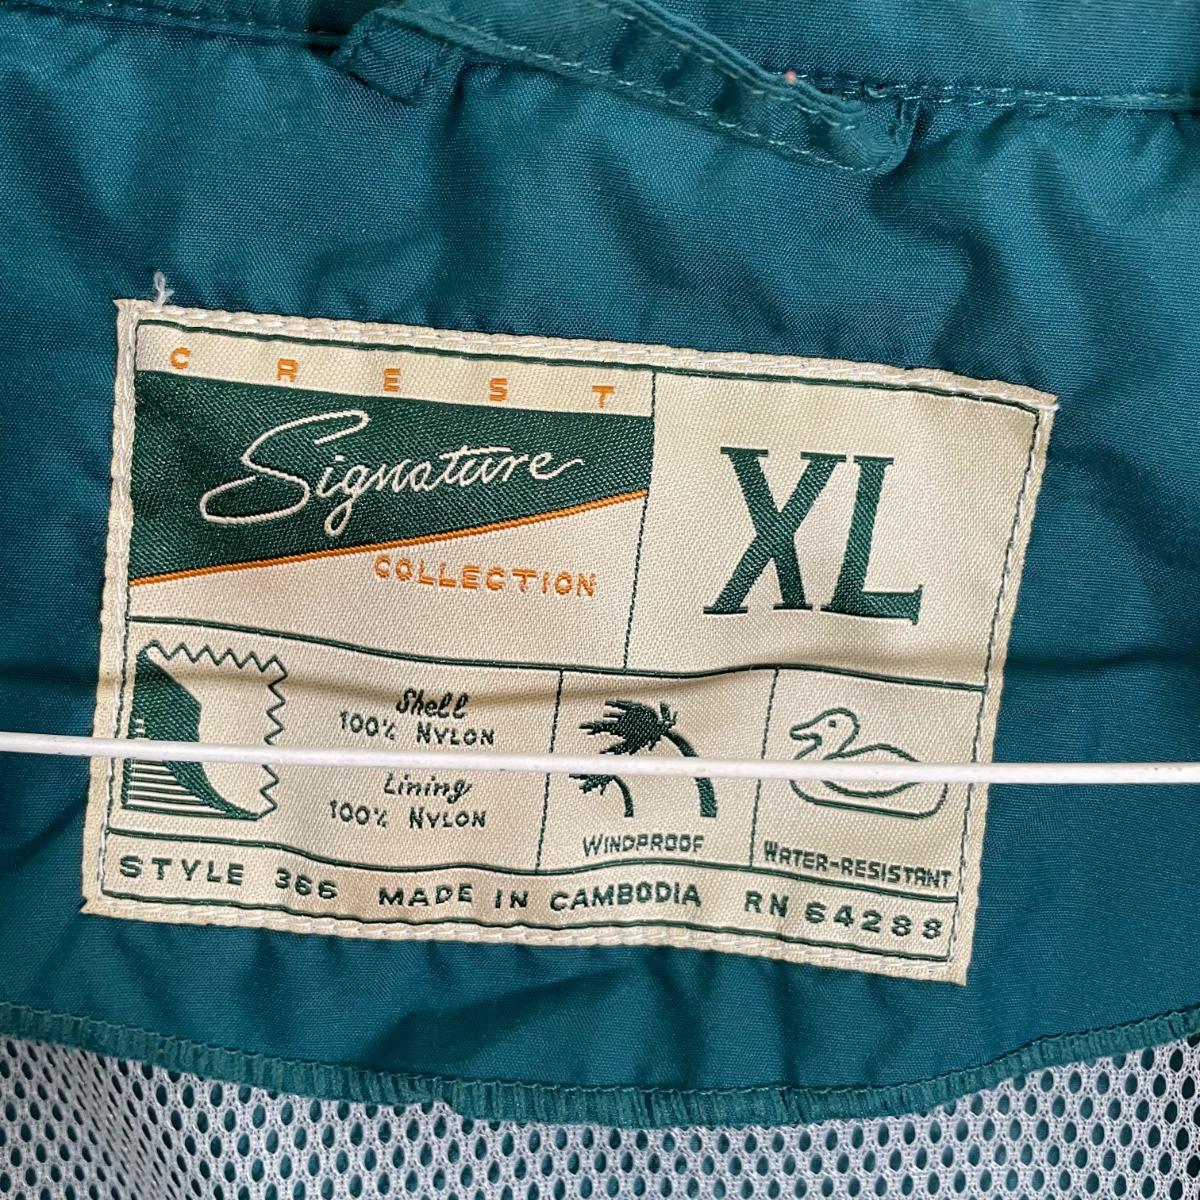 CREST
Signature
COLLECTION
XL
Shell
100% NYLON
Lining
100% NYLON
WINDPROOF
WATER-RESISTANT
STYLE 366 MADE IN CAMBODIA RN 64288